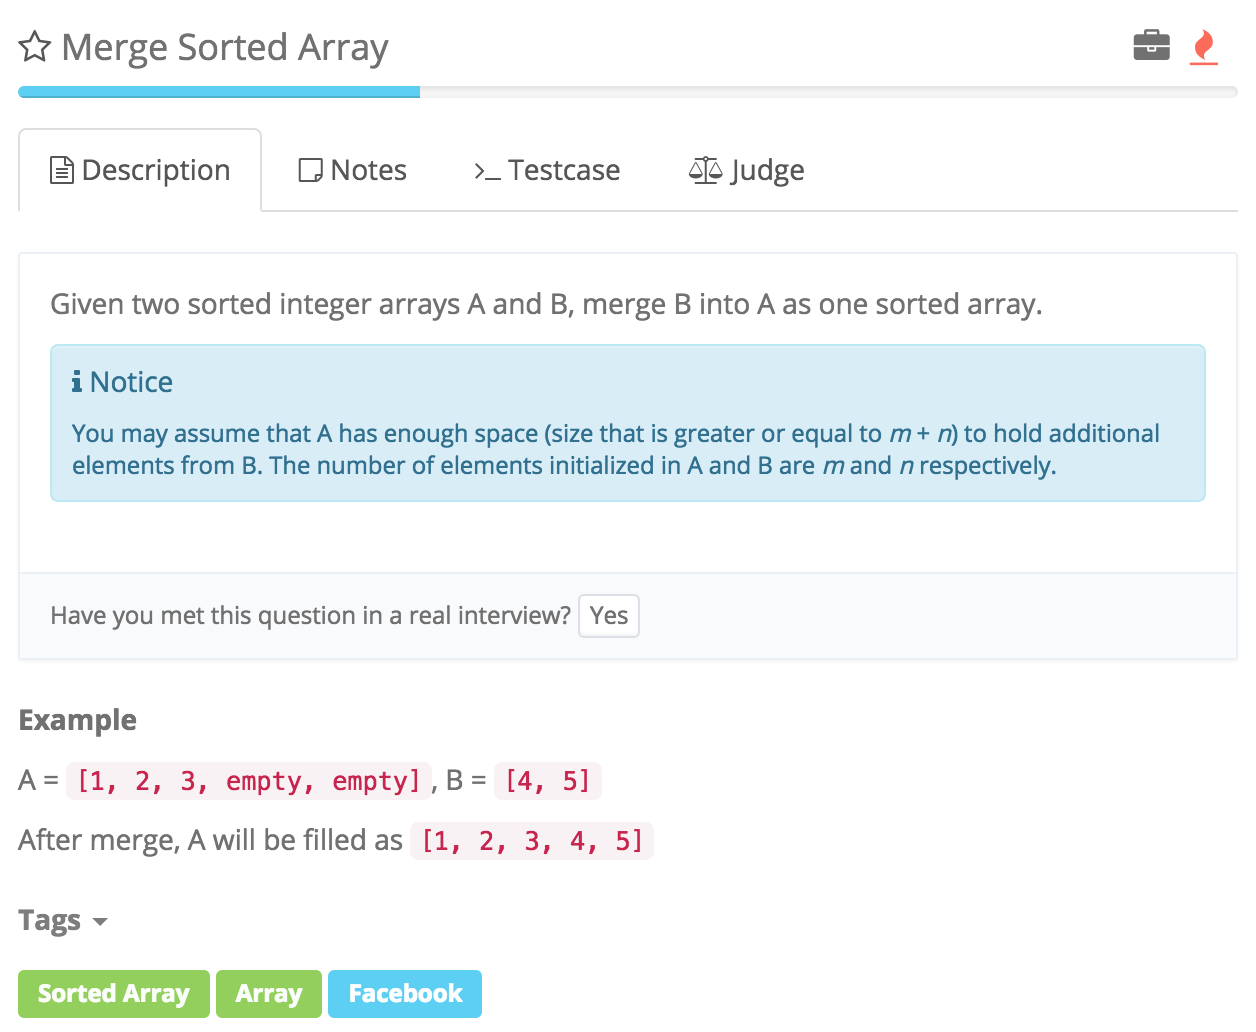 Merge Sorted Array
Description
Notes
Testcase
Judge
Given two sorted integer arrays A and B, merge B into A as one sorted array.
Notice
You may assume that A has enough space (size that is greater or equal to m + n) to hold additional
elements from B. The number of elements initialized in A and B are m and n respectively.
Have you met this question in a real interview? Yes
Example
A = [1, 2, 3, empty, empty], B = [4, 5]
After merge, A will be filled as [1, 2, 3, 4, 5]
Tags
Sorted Array Array Facebook